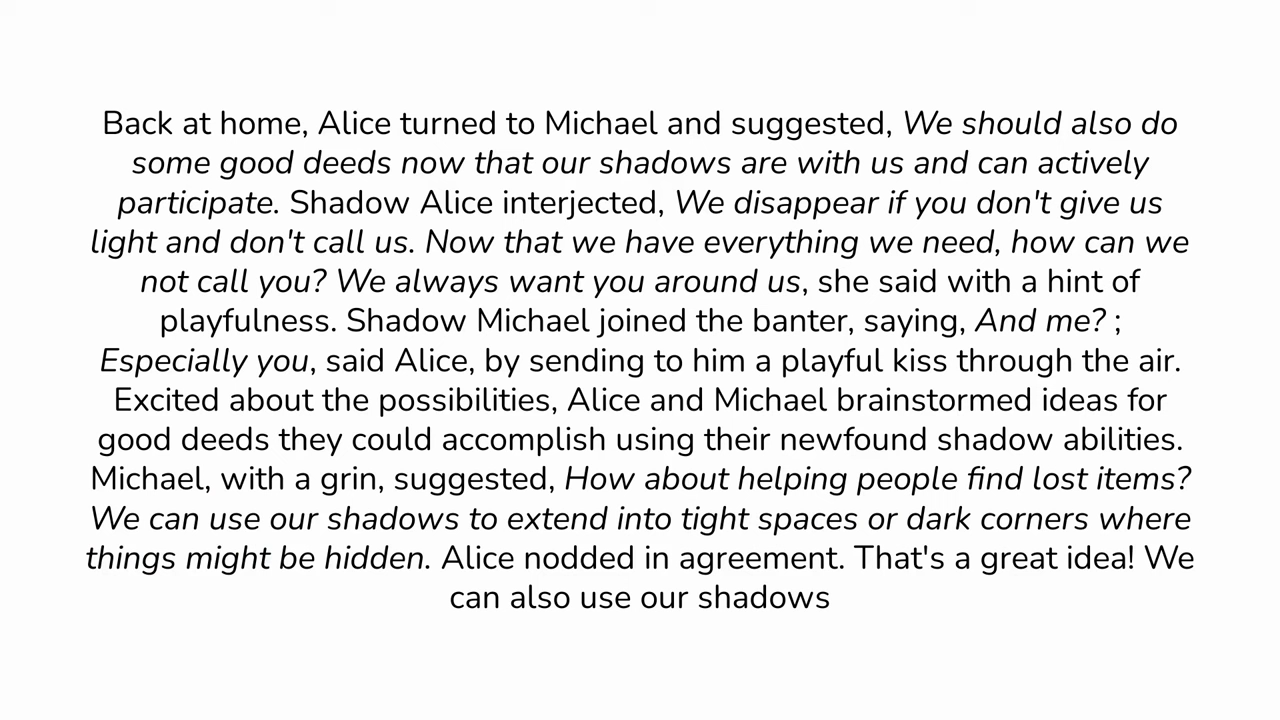 Back at home, Alice turned to Michael and suggested, We should also do
some good deeds now that our shadows are with us and can actively
participate. Shadow Alice interjected, We disappear if you don't give us
light and don't call us. Now that we have everything we need, how can we
not call you? We always want you around us, she said with a hint of
playfulness. Shadow Michael joined the banter, saying, And me? ;
Especially you, said Alice, by sending to him a playful kiss through the air.
Excited about the possibilities, Alice and Michael brainstormed ideas for
good deeds they could accomplish using their newfound shadow abilities.
Michael, with a grin, suggested, How about helping people find lost items?
We can use our shadows to extend into tight spaces or dark corners where
things might be hidden. Alice nodded in agreement. That's a great idea! We
can also use our shadows